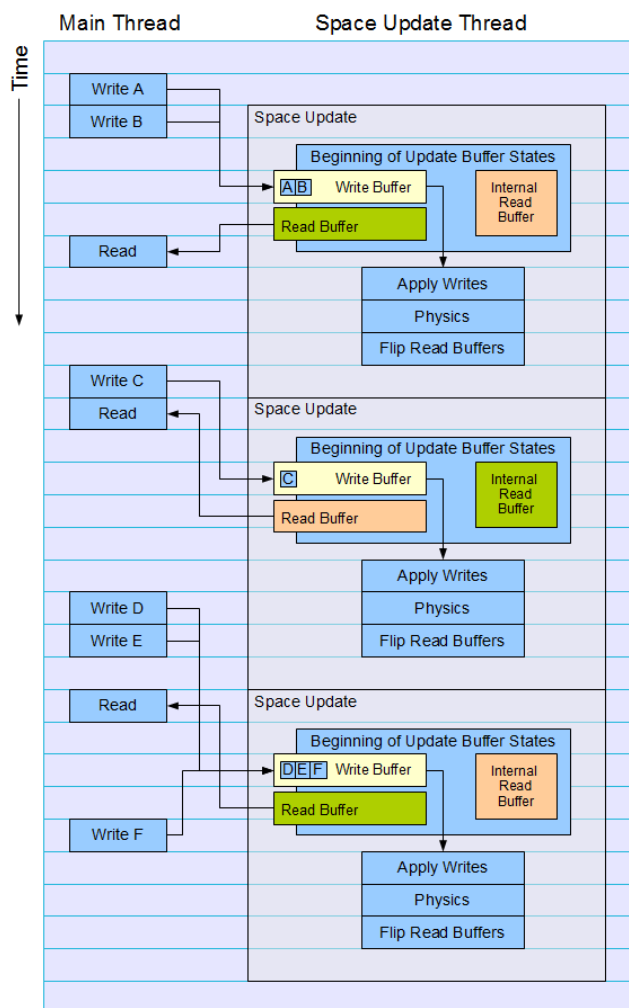 Main Thread
Space Update Thread
Time
Write A
Write B
Space Update
Beginning of Update Buffer States
A B
Write Buffer
Internal
Read
Buffer
Read Buffer
Read
Apply Writes
Physics
Flip Read Buffers
Write C
Read
Space Update
Beginning of Update Buffer States
C
Write Buffer
Internal
Read
Buffer
Read Buffer
Apply Writes
Physics
Flip Read Buffers
Write D
Write E
Read
Space Update
Beginning of Update Buffer States
D E F
Write Buffer
Internal
Read
Buffer
Read Buffer
Write F
Apply Writes
Physics
Flip Read Buffers